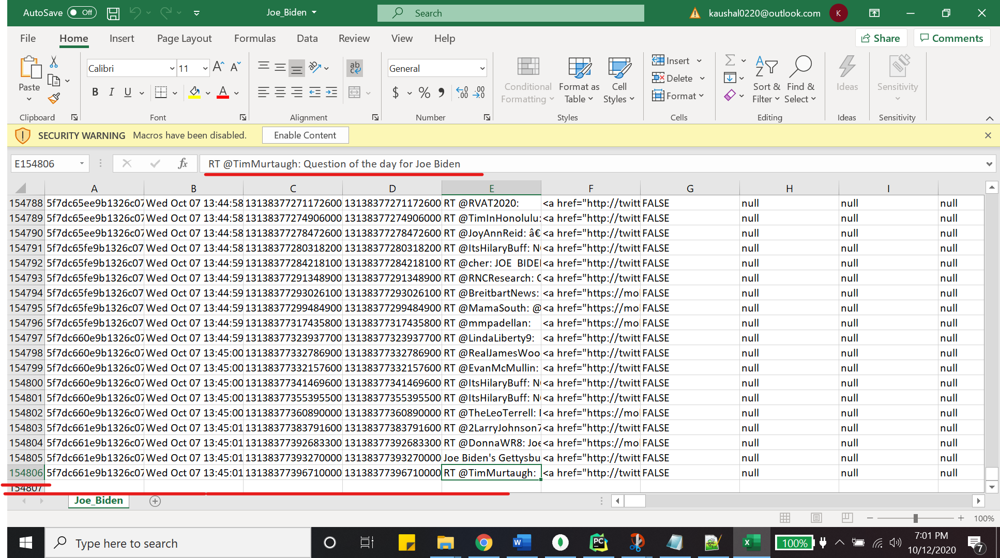 AutoSave Off Joe_Biden Search kaushal0220@outlook.com K
File Home Insert Page Layout Formulas Data Review View Help Share Comments
Calibri 11 General
Paste Conditional Formatting Format as Table Cell Styles Insert Delete Format Sort & Filter Find & Select Ideas Sensitivity
Clipboard Font Alignment Number Styles Cells Editing Ideas Sensitivity
SECURITY WARNING Macros have been disabled. Enable Content
E154806 fx RT @TimMurtaugh: Question of the day for Joe Biden
A B C D E F G H I
154788 5f7dc65ee9b1326c07 Wed Oct 07 13:44:58 13138377271172600 13138377271172600 RT @RVAT2020: <a href="http://twitt FALSE null null null
154789 5f7dc65ee9b1326c07 Wed Oct 07 13:44:58 13138377274906000 13138377274906000 RT @TimInHonolulu: <a href="http://twitt FALSE null null null
154790 5f7dc65ee9b1326c07 Wed Oct 07 13:44:58 13138377278472600 13138377278472600 RT @JoyAnnReid: â€ <a href="http://twitt FALSE null null null
154791 5f7dc65fe9b1326c07 Wed Oct 07 13:44:58 13138377280318200 13138377280318200 RT @ItsHilaryBuff: N <a href="http://twitt FALSE null null null
154792 5f7dc65fe9b1326c07 Wed Oct 07 13:44:59 13138377284218100 13138377284218100 RT @cher: JOE BIDE <a href="http://twitt FALSE null null null
154793 5f7dc65fe9b1326c07 Wed Oct 07 13:44:59 13138377291348900 13138377291348900 RT @RNCResearch: <a href="http://twitt FALSE null null null
154794 5f7dc65fe9b1326c07 Wed Oct 07 13:44:59 13138377293026100 13138377293026100 RT @BreitbartNews: <a href="https://mo FALSE null null null
154795 5f7dc65fe9b1326c07 Wed Oct 07 13:44:59 13138377299484900 13138377299484900 RT @MamaSouth: @ <a href="https://mo FALSE null null null
154796 5f7dc65fe9b1326c07 Wed Oct 07 13:44:59 13138377317435800 13138377317435800 RT @mmpadellan: <a href="https://mo FALSE null null null
154797 5f7dc660e9b1326c07 Wed Oct 07 13:44:59 13138377323937700 13138377323937700 RT @LindaLiberty9: <a href="http://twitt FALSE null null null
154798 5f7dc660e9b1326c07 Wed Oct 07 13:45:00 13138377332786900 13138377332786900 RT @RealJamesWoo <a href="http://twitt FALSE null null null
154799 5f7dc660e9b1326c07 Wed Oct 07 13:45:00 13138377332157600 13138377332157600 RT @EvanMcMullin: <a href="http://twitt FALSE null null null
154800 5f7dc660e9b1326c07 Wed Oct 07 13:45:00 13138377341469600 13138377341469600 RT @ItsHilaryBuff: N <a href="http://twitt FALSE null null null
154801 5f7dc660e9b1326c07 Wed Oct 07 13:45:00 13138377355395500 13138377355395500 RT @ItsHilaryBuff: N <a href="http://twitt FALSE null null null
154802 5f7dc660e9b1326c07 Wed Oct 07 13:45:00 13138377360890000 13138377360890000 RT @TheLeoTerrell: <a href="https://mo FALSE null null null
154803 5f7dc661e9b1326c07 Wed Oct 07 13:45:01 13138377383791600 13138377383791600 RT @2LarryJohnson7 <a href="http://twitt FALSE null null null
154804 5f7dc661e9b1326c07 Wed Oct 07 13:45:01 13138377392683300 13138377392683300 RT @DonnaWR8: Joe <a href="https://mo FALSE null null null
154805 5f7dc661e9b1326c07 Wed Oct 07 13:45:01 13138377393270000 13138377393270000 Joe Biden's Gettysbu <a href="http://twitt FALSE null null null
154806 5f7dc661e9b1326c07 Wed Oct 07 13:45:01 13138377396710000 13138377396710000 RT @TimMurtaugh: <a href="http://twitt FALSE null null null
154807
Joe_Biden
100%
Type here to search 100% 7:01 PM
10/12/2020 7